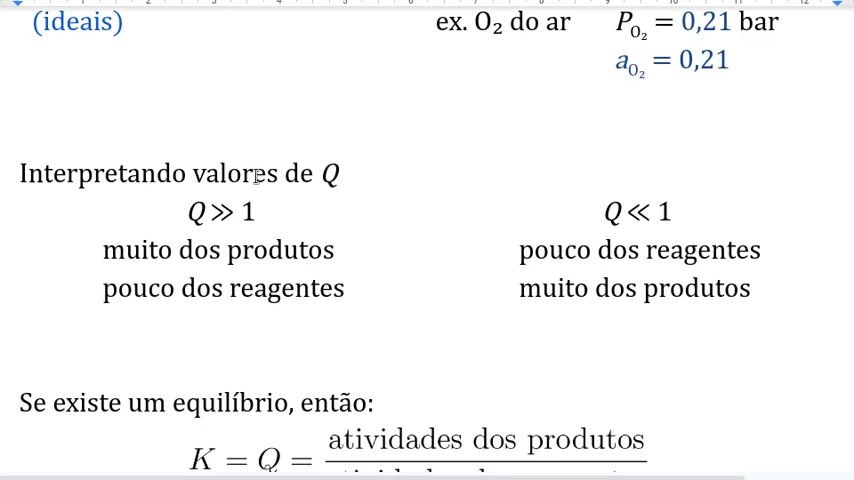 (ideais) ex. O₂ do ar P_O₂ = 0,21 bar
a_O₂ = 0,21
Interpretando valores de Q
Q ≫ 1 Q ≪ 1
muito dos produtos pouco dos reagentes
pouco dos reagentes muito dos produtos
Se existe um equilíbrio, então:
K = Q = atividades dos produtos